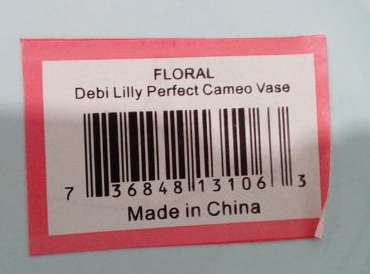 FLORAL
Debi Lilly Perfect Cameo Vase
7 36848 13106 3
Made in China